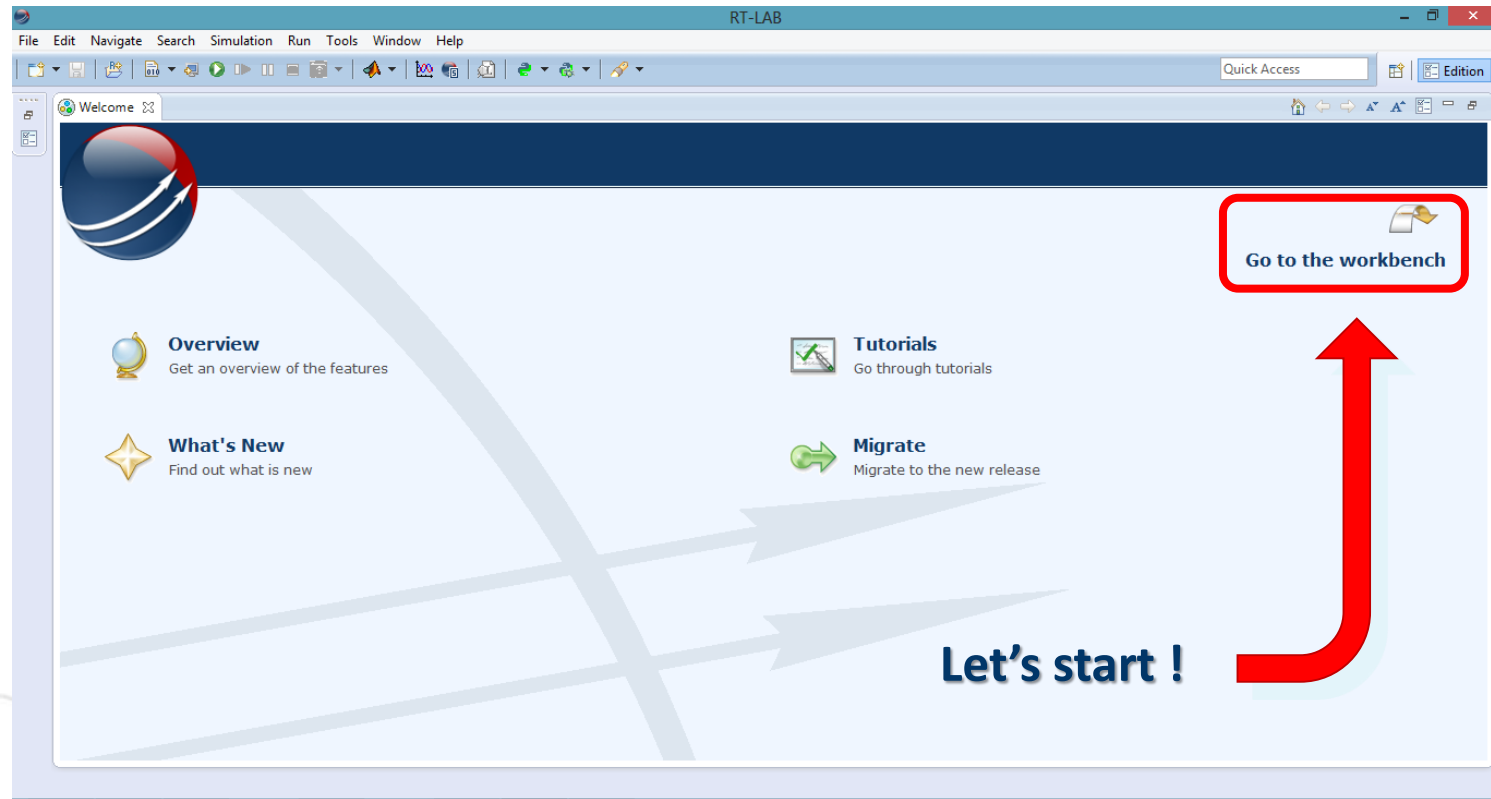 RT-LAB
File Edit Navigate Search Simulation Run Tools Window Help
Quick Access
Edition
Welcome
Go to the workbench
Overview
Get an overview of the features
Tutorials
Go through tutorials
What's New
Find out what is new
Migrate
Migrate to the new release
Let's start !